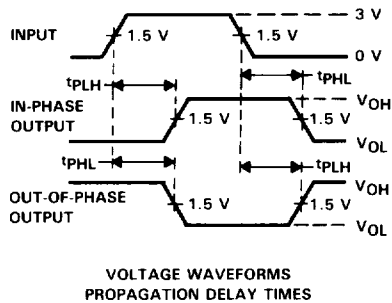 3 V
INPUT
1.5 V
1.5 V
0 V
tPLH
tPHL
IN-PHASE
OUTPUT
VOH
1.5 V
1.5 V
VOL
tPHL
tPLH
OUT-OF-PHASE
OUTPUT
VOH
1.5 V
1.5 V
VOL
VOLTAGE WAVEFORMS
PROPAGATION DELAY TIMES